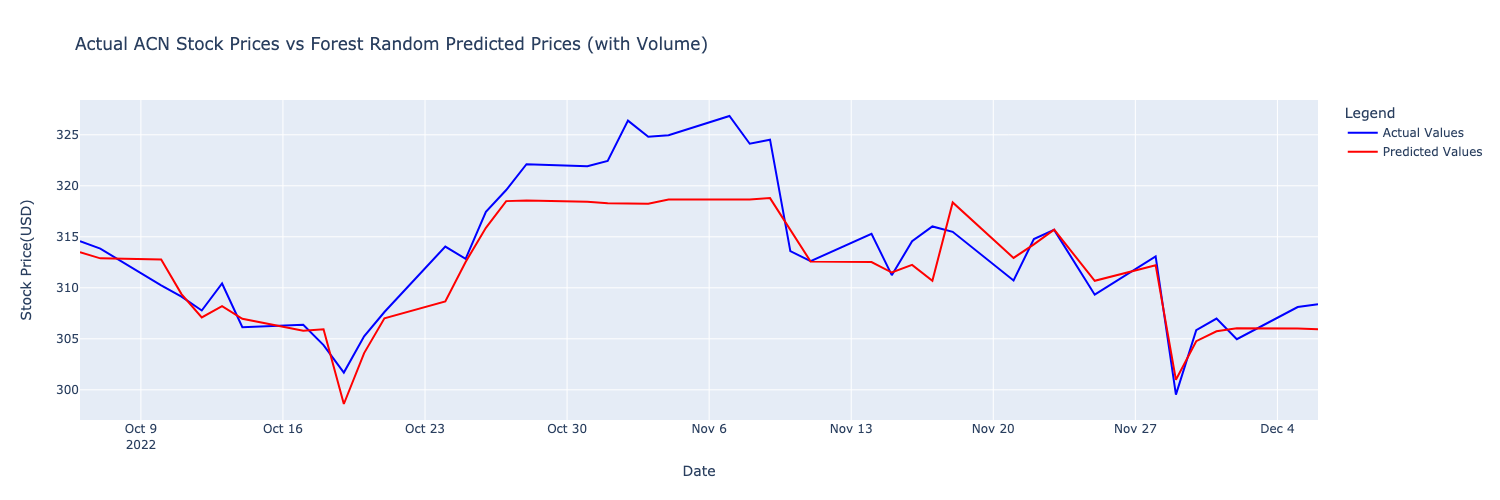 Actual ACN Stock Prices vs Forest Random Predicted Prices (with Volume)
Legend
Actual Values
Predicted Values
Stock Price(USD)
325
320
315
310
305
300
Oct 9
2022
Oct 16
Oct 23
Oct 30
Nov 6
Nov 13
Nov 20
Nov 27
Dec 4
Date